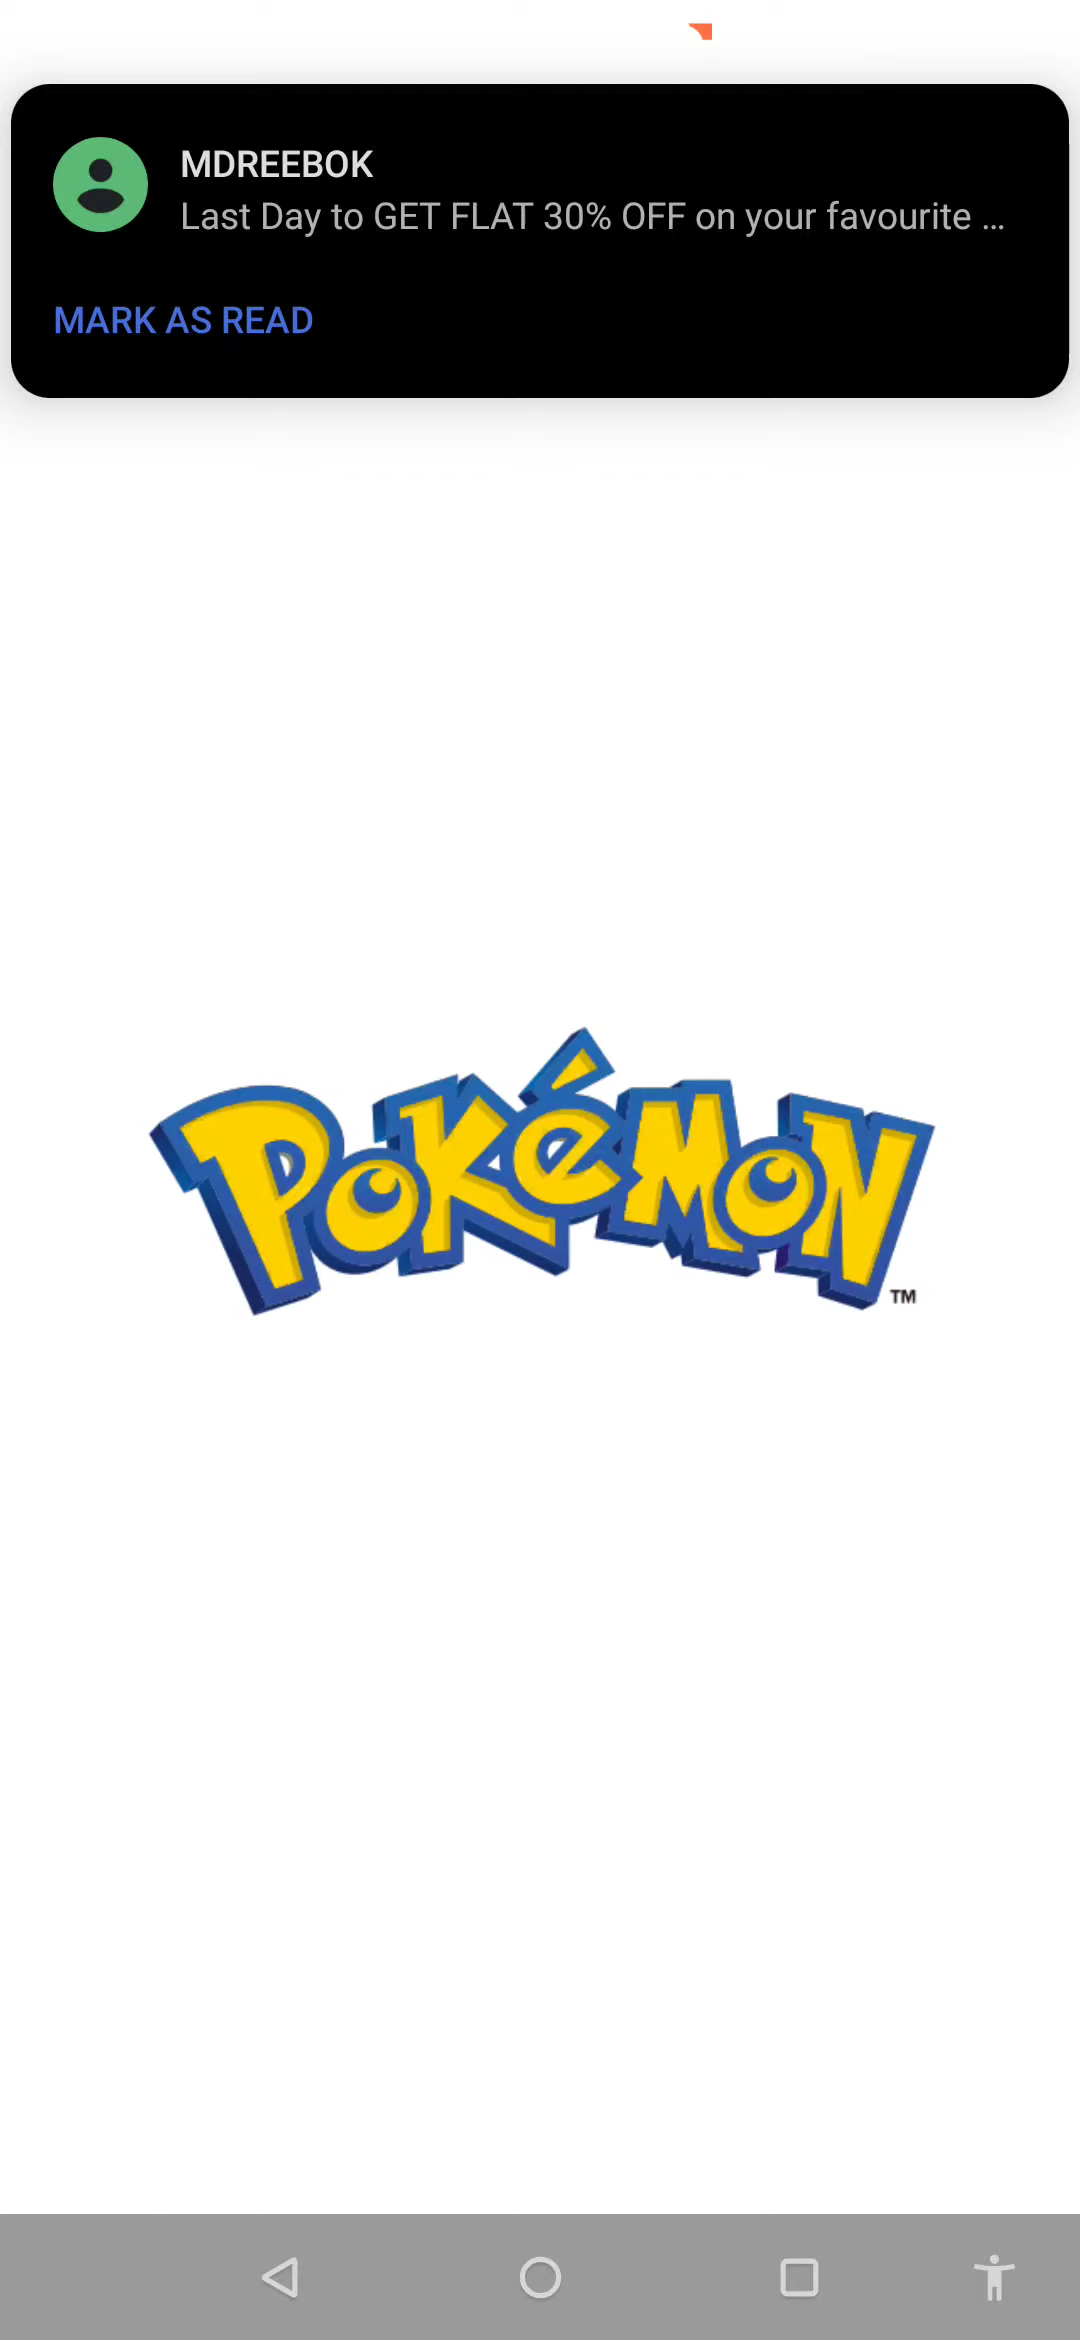 MDREEBOK
Last Day to GET FLAT 30% OFF on your favourite ...
MARK AS READ
POKéMON
TM